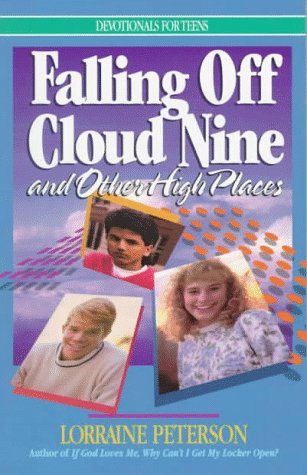 DEVOTIONALS FOR TEENS
Falling Off
Cloud Nine
and Other High Places
LORRAINE PETERSON
Author of If God Loves Me, Why Can't I Get My Locker Open?